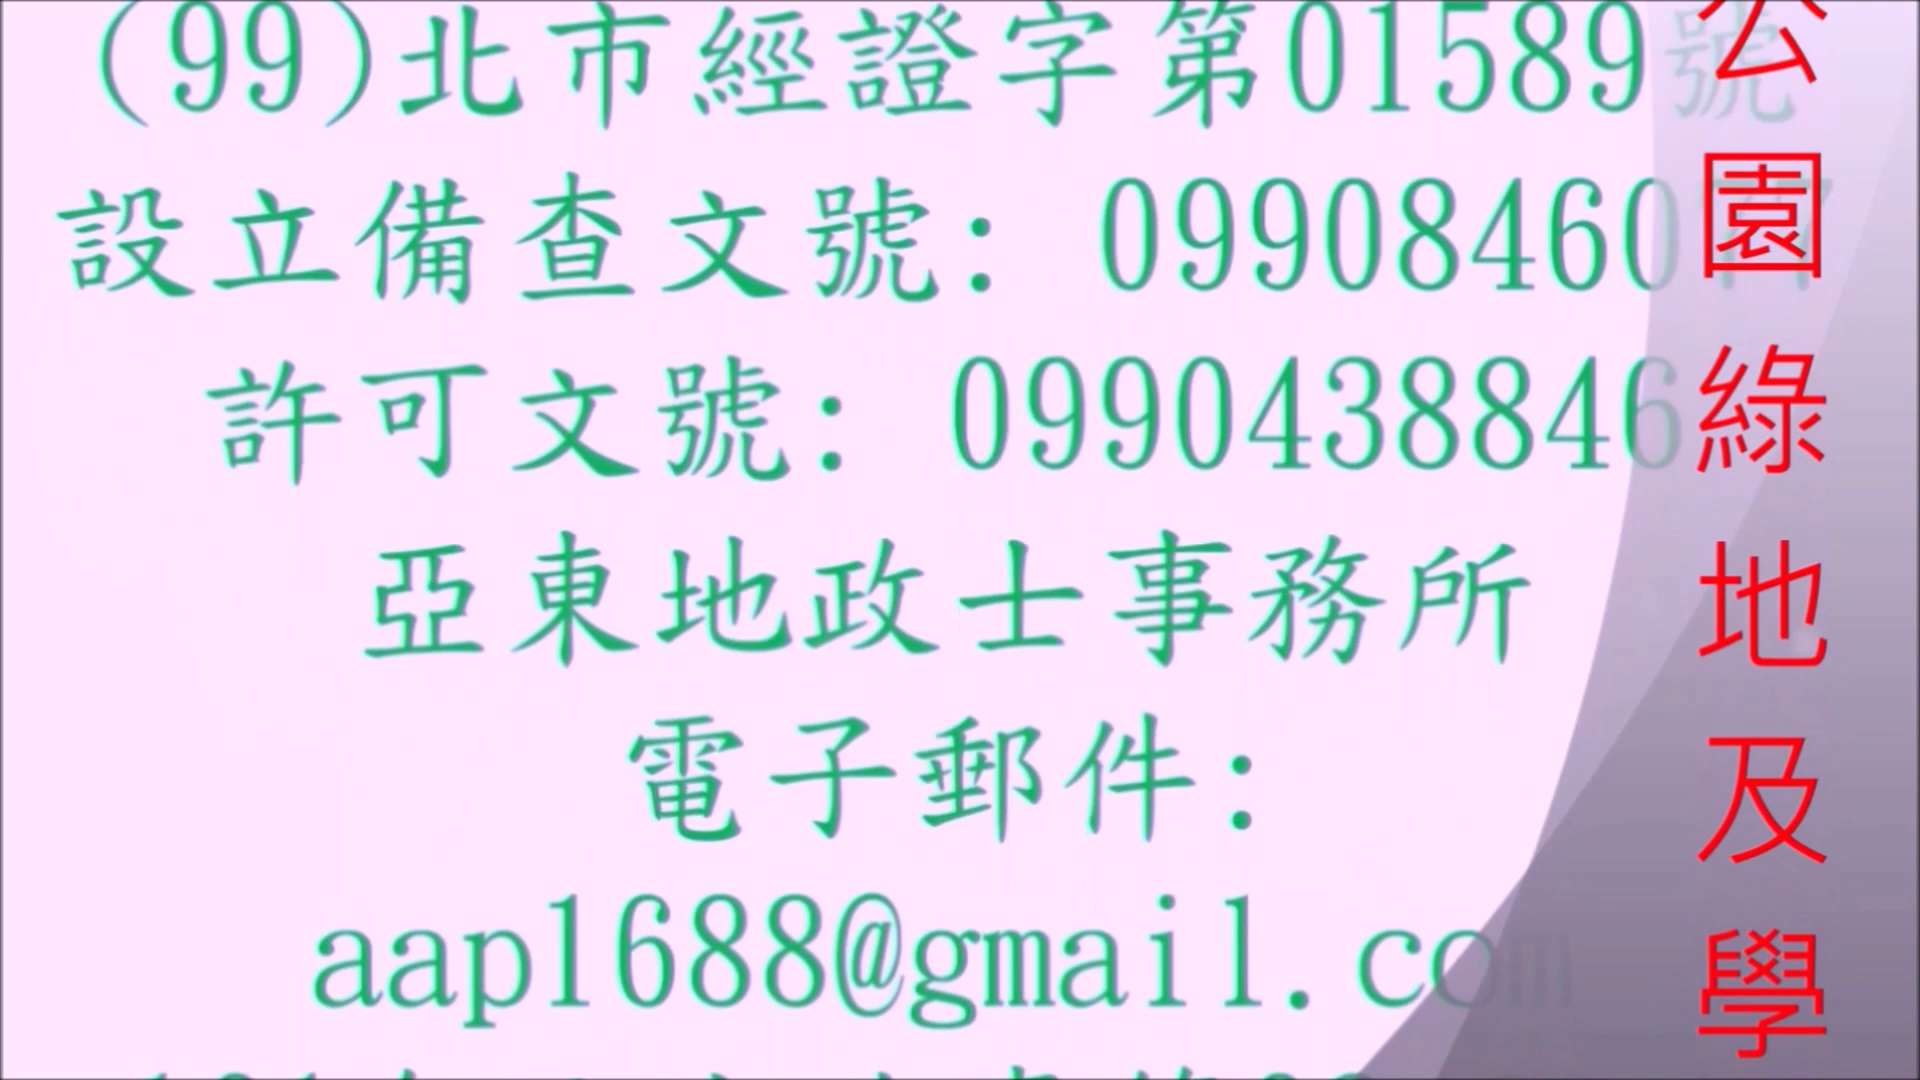 (99)北市經證字第01589號
設立備查文號: 0990846077
許可文號: 0990438846
亞東地政士事務所
電子郵件:
aap1688@gmail.com
公園綠地及學